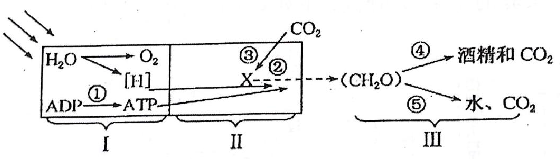 CO₂
③
H₂O → O₂
[H]
② X
(CH₂O)
④ 酒精和 CO₂
ADP ① ATP
⑤ 水、CO₂
I II III